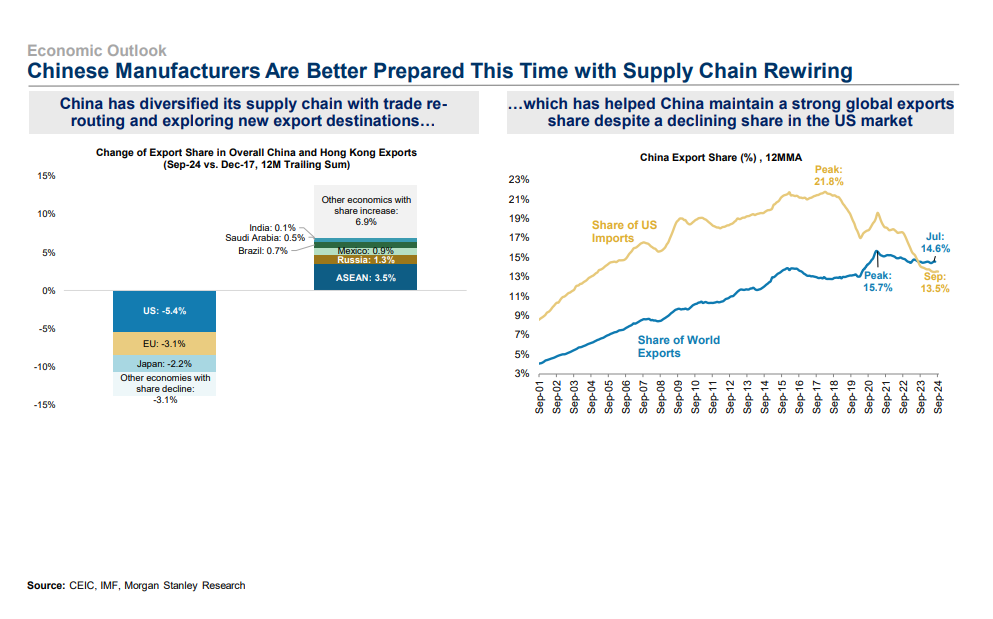 Economic Outlook
Chinese Manufacturers Are Better Prepared This Time with Supply Chain Rewiring
China has diversified its supply chain with trade re-
routing and exploring new export destinations…
Change of Export Share in Overall China and Hong Kong Exports
(Sep-24 vs. Dec-17, 12M Trailing Sum)
15%
10%
5%
0%
-5%
-10%
-15%
Other economics with
share increase:
6.9%
India: 0.1%
Saudi Arabia: 0.5%
Brazil: 0.7%
Mexico: 0.9%
Russia: 1.3%
ASEAN: 3.5%
US: -5.4%
EU: -3.1%
Japan: -2.2%
Other economies with
share decline:
-3.1%
…which has helped China maintain a strong global exports
share despite a declining share in the US market
China Export Share (%) , 12MMA
23%
21%
19%
17%
15%
13%
11%
9%
7%
5%
3%
Peak:
21.8%
Share of US
Imports
Jul:
14.6%
Peak:
15.7%
Sep:
13.5%
Share of World
Exports
Sep-01
Sep-02
Sep-03
Sep-04
Sep-05
Sep-06
Sep-07
Sep-08
Sep-09
Sep-10
Sep-11
Sep-12
Sep-13
Sep-14
Sep-15
Sep-16
Sep-17
Sep-18
Sep-19
Sep-20
Sep-21
Sep-22
Sep-23
Sep-24
Source: CEIC, IMF, Morgan Stanley Research